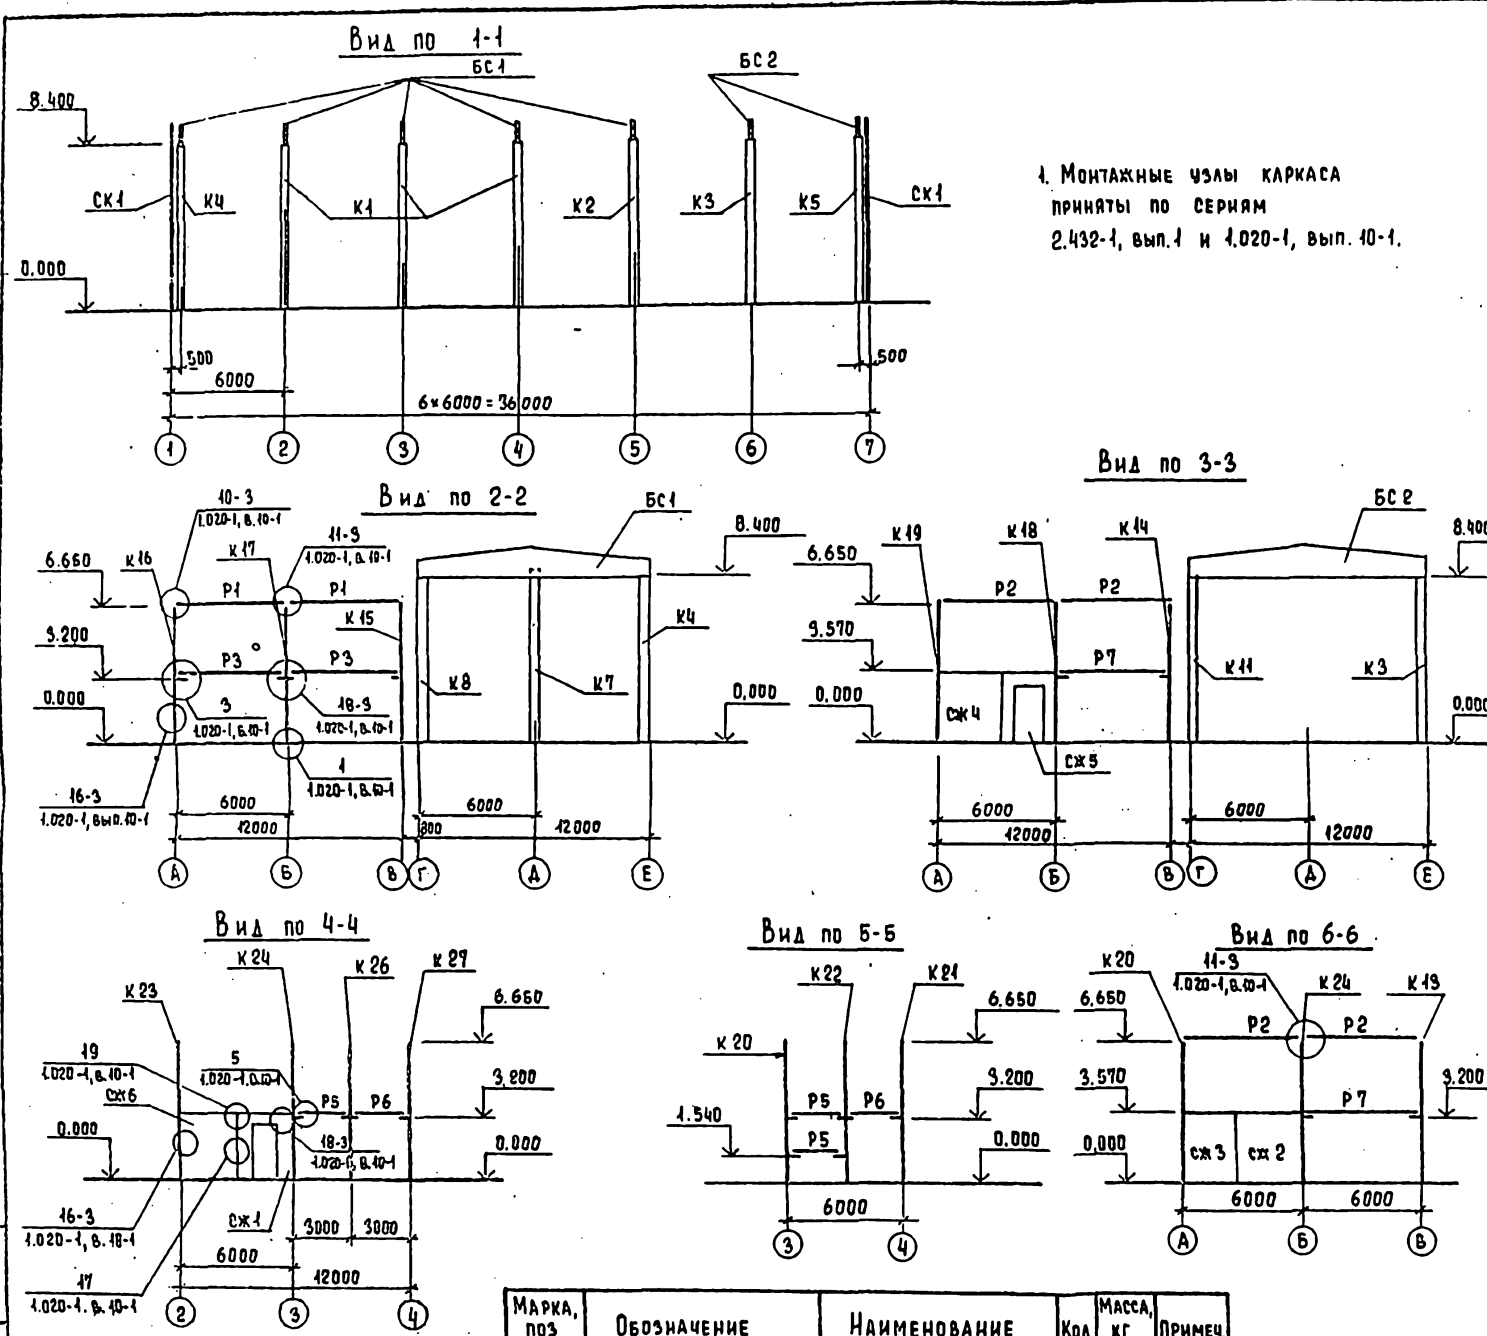 Вид по 1-1
БС1
БС2
8.400
СК1
К4
К1
К2
К3
К5
СК1
0.000
500
6000
500
6×6000=36000
1
2
3
4
5
6
7
1. Монтажные узлы каркаса
приняты по сериям
2.432-1, вып.1 и 1.020-1, вып. 10-1.
Вид по 2-2
10-3
1.020-1, в.10-1
К16
К17
11-3
1.020-1, в.10-1
БС1
8.400
6.650
Р1
Р1
К15
К4
3.200
Р3
Р3
К8
К7
0.000
3
1.020-1, в.10-1
18-3
1.020-1, в.10-1
0.000
1
1.020-1, в.10-1
16-3
1.020-1, вып.10-1
6000
6000
12000
800
12000
А
Б
В
Г
Д
Е
Вид по 3-3
К19
К18
К14
БС2
8.400
6.650
Р2
Р2
3.570
Р7
К11
К3
0.000
СЖ4
СЖ5
0.000
6000
6000
12000
12000
А
Б
В
Г
Д
Е
Вид по 4-4
К24
К26
К27
К23
6.650
19
1.020-1, в.10-1
5
1.020-1, в.10-1
СЖ6
Р5
Р6
3.200
0.000
18-3
1.020-1, в.10-1
0.000
16-3
1.020-1, в.10-1
СЖ1
3000
3000
6000
17
1.020-1. в.10-1
12000
2
3
4
Вид по 5-5
К22
К21
К20
6.650
Р5
Р6
3.200
1.540
Р5
0.000
6000
3
4
Вид по 6-6
К20
11-3
1.020-1, в.10-1
К24
К13
6.650
Р2
Р2
3.570
Р7
3.200
0.000
СЖ3
СЖ2
6000
6000
А
Б
В
Марка, поз
Обозначение
Наименование
Кол
Масса, кг
Примеч